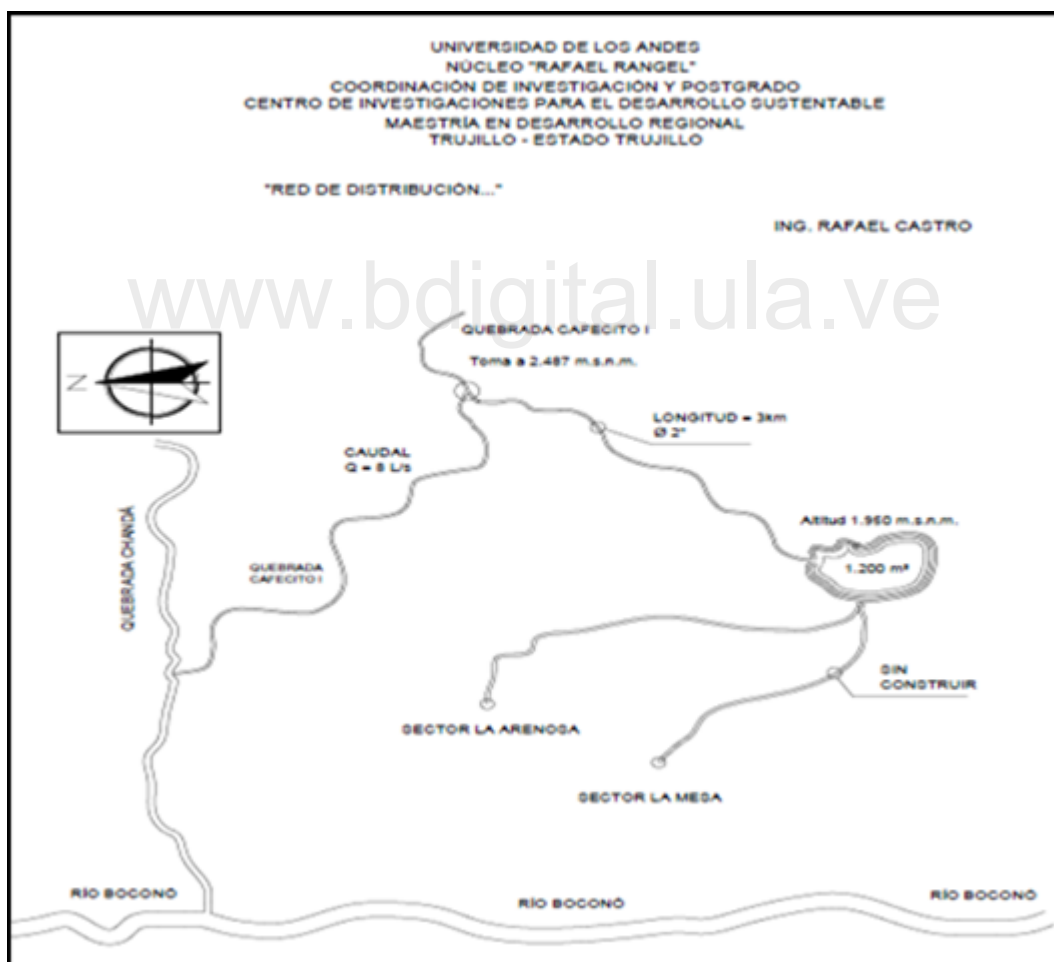 UNIVERSIDAD DE LOS ANDES
NÚCLEO "RAFAEL RANGEL"
COORDINACIÓN DE INVESTIGACIÓN Y POSTGRADO
CENTRO DE INVESTIGACIONES PARA EL DESARROLLO SUSTENTABLE
MAESTRÍA EN DESARROLLO REGIONAL
TRUJILLO - ESTADO TRUJILLO
"RED DE DISTRIBUCIÓN..."
ING. RAFAEL CASTRO
www.bdigital.ula.ve
QUEBRADA CAFECITO I
Toma a 2.487 m.s.n.m.
N
LONGITUD = 3km
Ø 2"
CAUDAL
Q = 8 L/s
QUEBRADA CHANDÁ
Altitud 1.950 m.s.n.m.
QUEBRADA
CAFECITO I
1.200 m³
SIN
CONSTRUIR
SECTOR LA ARENOSA
SECTOR LA MESA
RÍO BOCONÓ
RÍO BOCONÓ
RÍO BOCONÓ